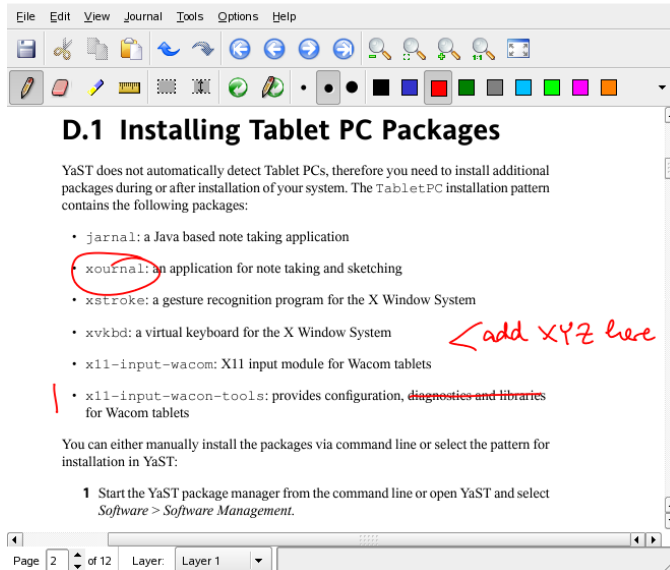 File Edit View Journal Tools Options Help
1:1
D.1 Installing Tablet PC Packages
YaST does not automatically detect Tablet PCs, therefore you need to install additional
packages during or after installation of your system. The TabletPC installation pattern
contains the following packages:
• jarnal: a Java based note taking application
• xournal: an application for note taking and sketching
• xstroke: a gesture recognition program for the X Window System
• xvkbd: a virtual keyboard for the X Window System
<add XYZ here
• x11-input-wacom: X11 input module for Wacom tablets
• x11-input-wacon-tools: provides configuration, diagnostics and libraries
for Wacom tablets
You can either manually install the packages via command line or select the pattern for
installation in YaST:
1 Start the YaST package manager from the command line or open YaST and select
Software > Software Management.
Page 2 of 12 Layer: Layer 1